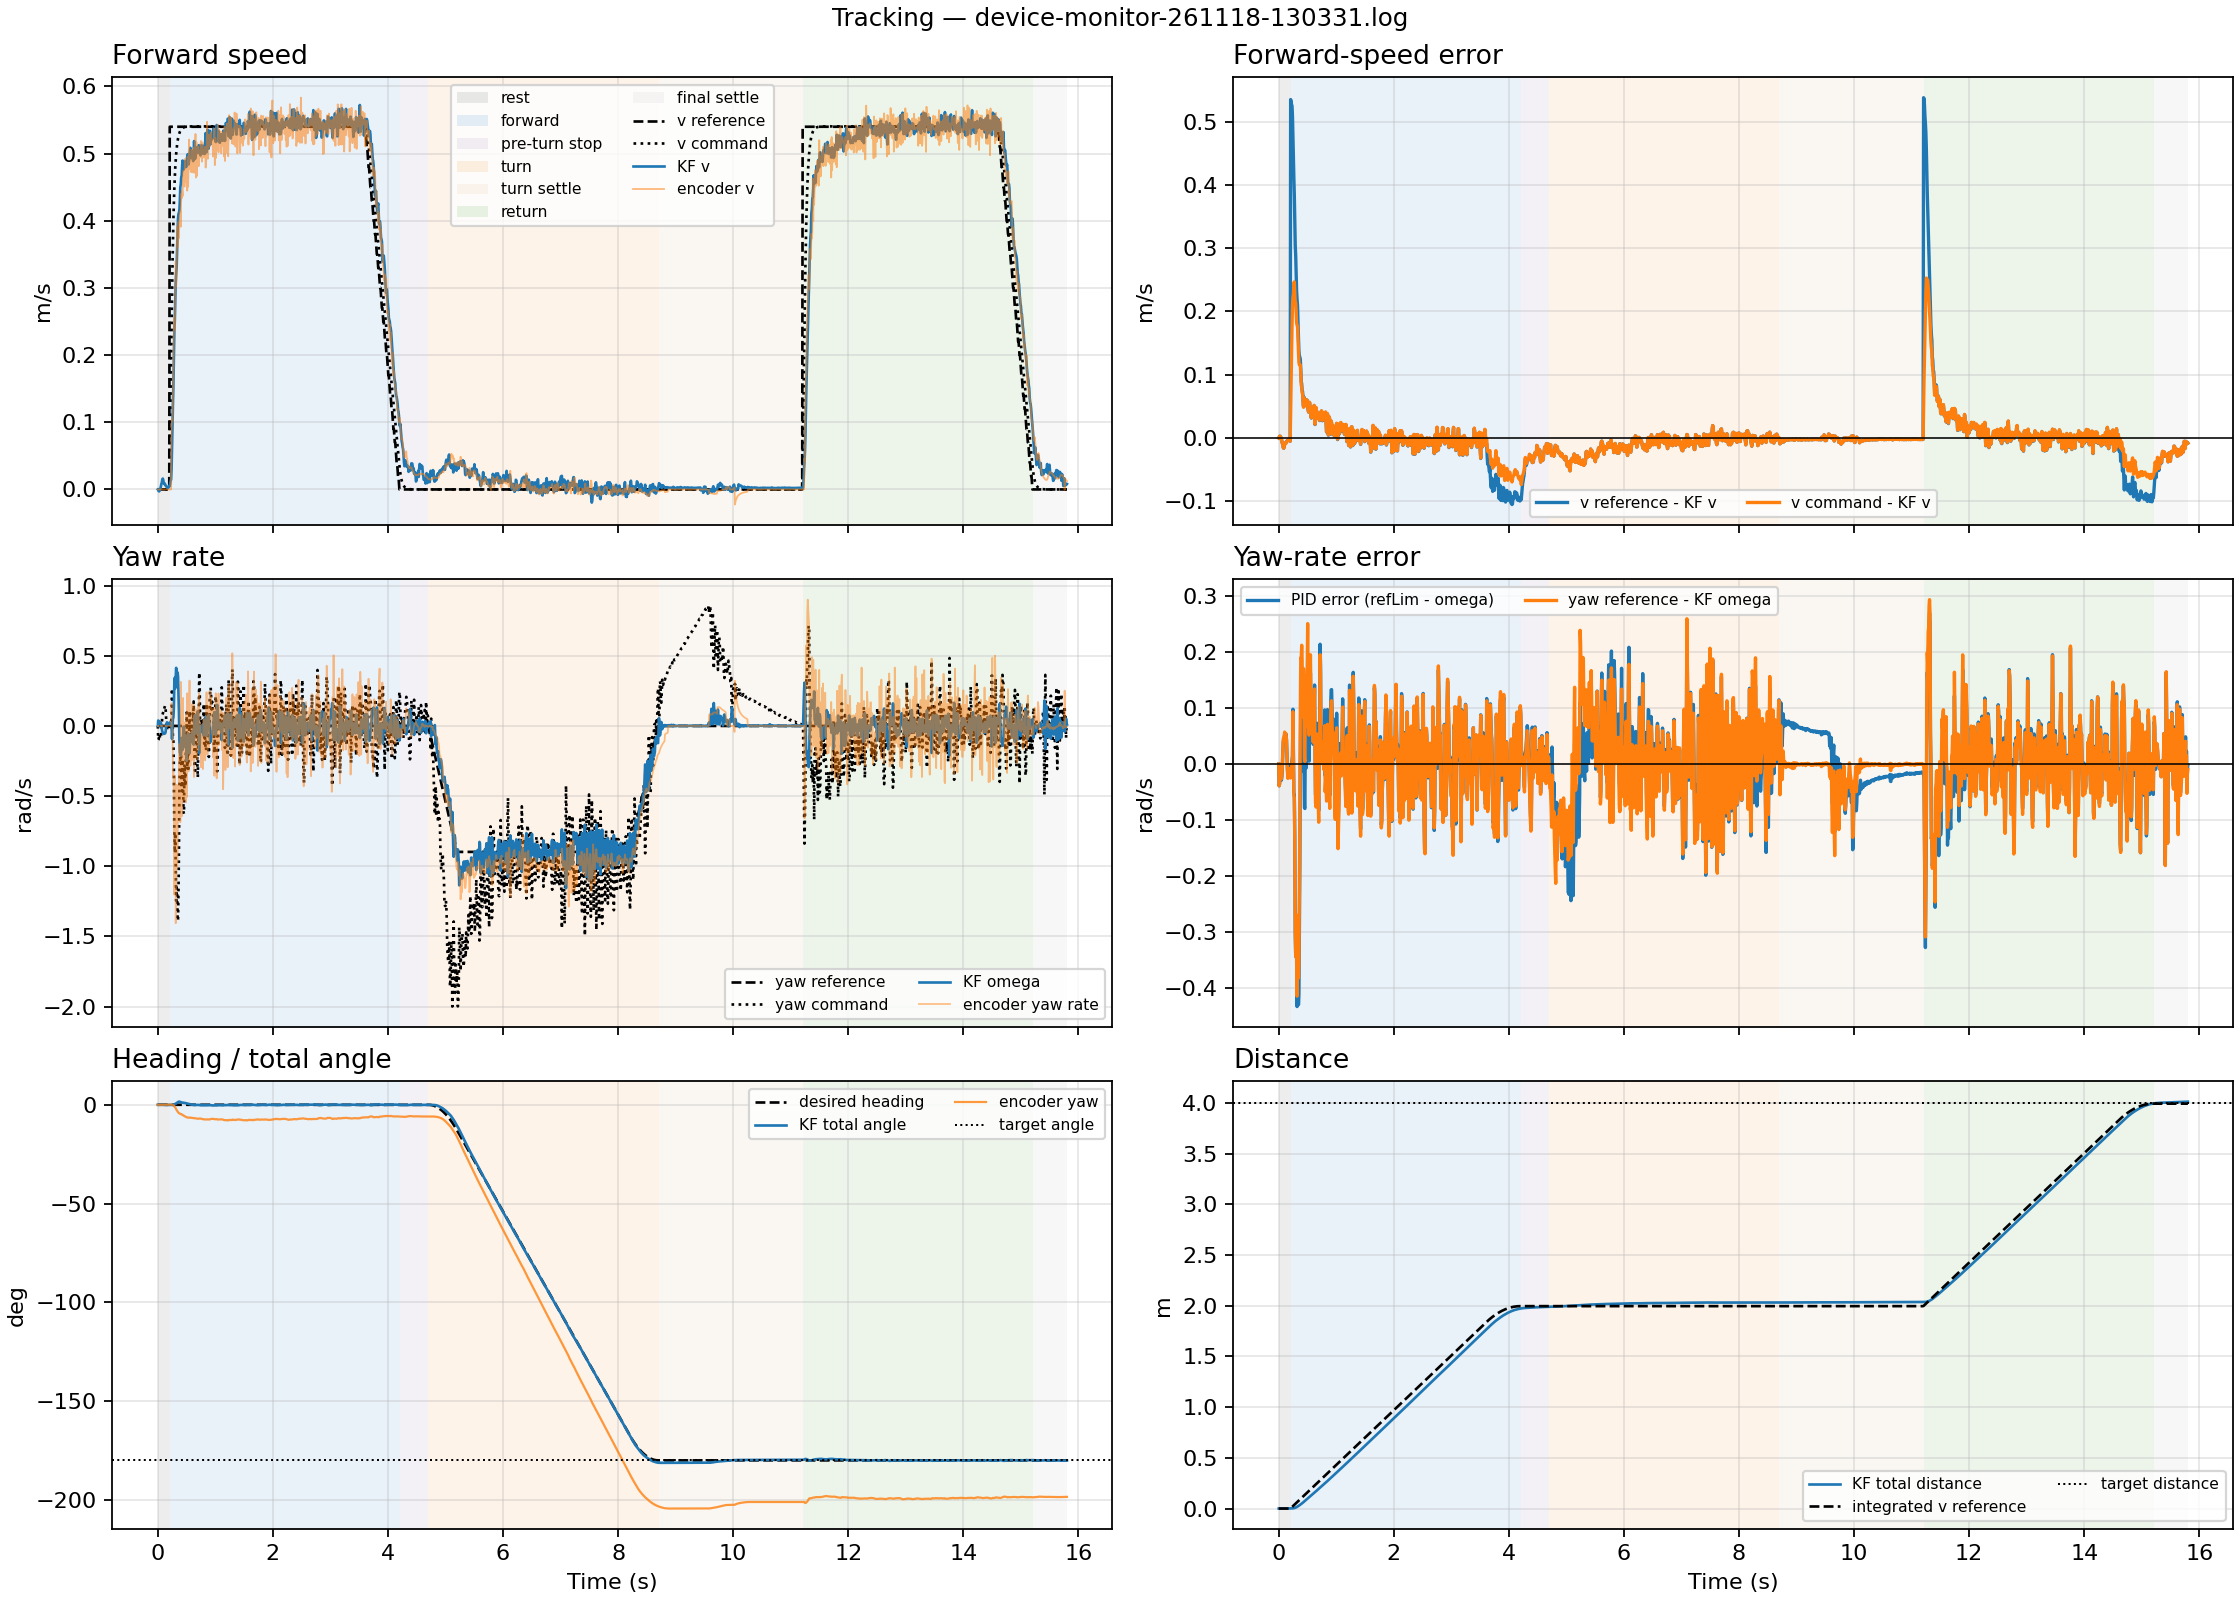 Tracking — device-monitor-261118-130331.log
Forward speed
0.6
0.5
0.4
0.3
0.2
0.1
0.0
m/s
rest
forward
pre-turn stop
turn
turn settle
return
final settle
v reference
v command
KF v
encoder v
Forward-speed error
0.5
0.4
0.3
0.2
0.1
0.0
−0.1
m/s
v reference - KF v
v command - KF v
Yaw rate
1.0
0.5
0.0
−0.5
−1.0
−1.5
−2.0
rad/s
yaw reference
yaw command
KF omega
encoder yaw rate
Yaw-rate error
0.3
0.2
0.1
0.0
−0.1
−0.2
−0.3
−0.4
rad/s
PID error (refLim - omega)
yaw reference - KF omega
Heading / total angle
0
−50
−100
−150
−200
deg
desired heading
KF total angle
encoder yaw
target angle
0 2 4 6 8 10 12 14 16
Time (s)
Distance
4.0
3.5
3.0
2.5
2.0
1.5
1.0
0.5
0.0
m
KF total distance
integrated v reference
target distance
0 2 4 6 8 10 12 14 16
Time (s)